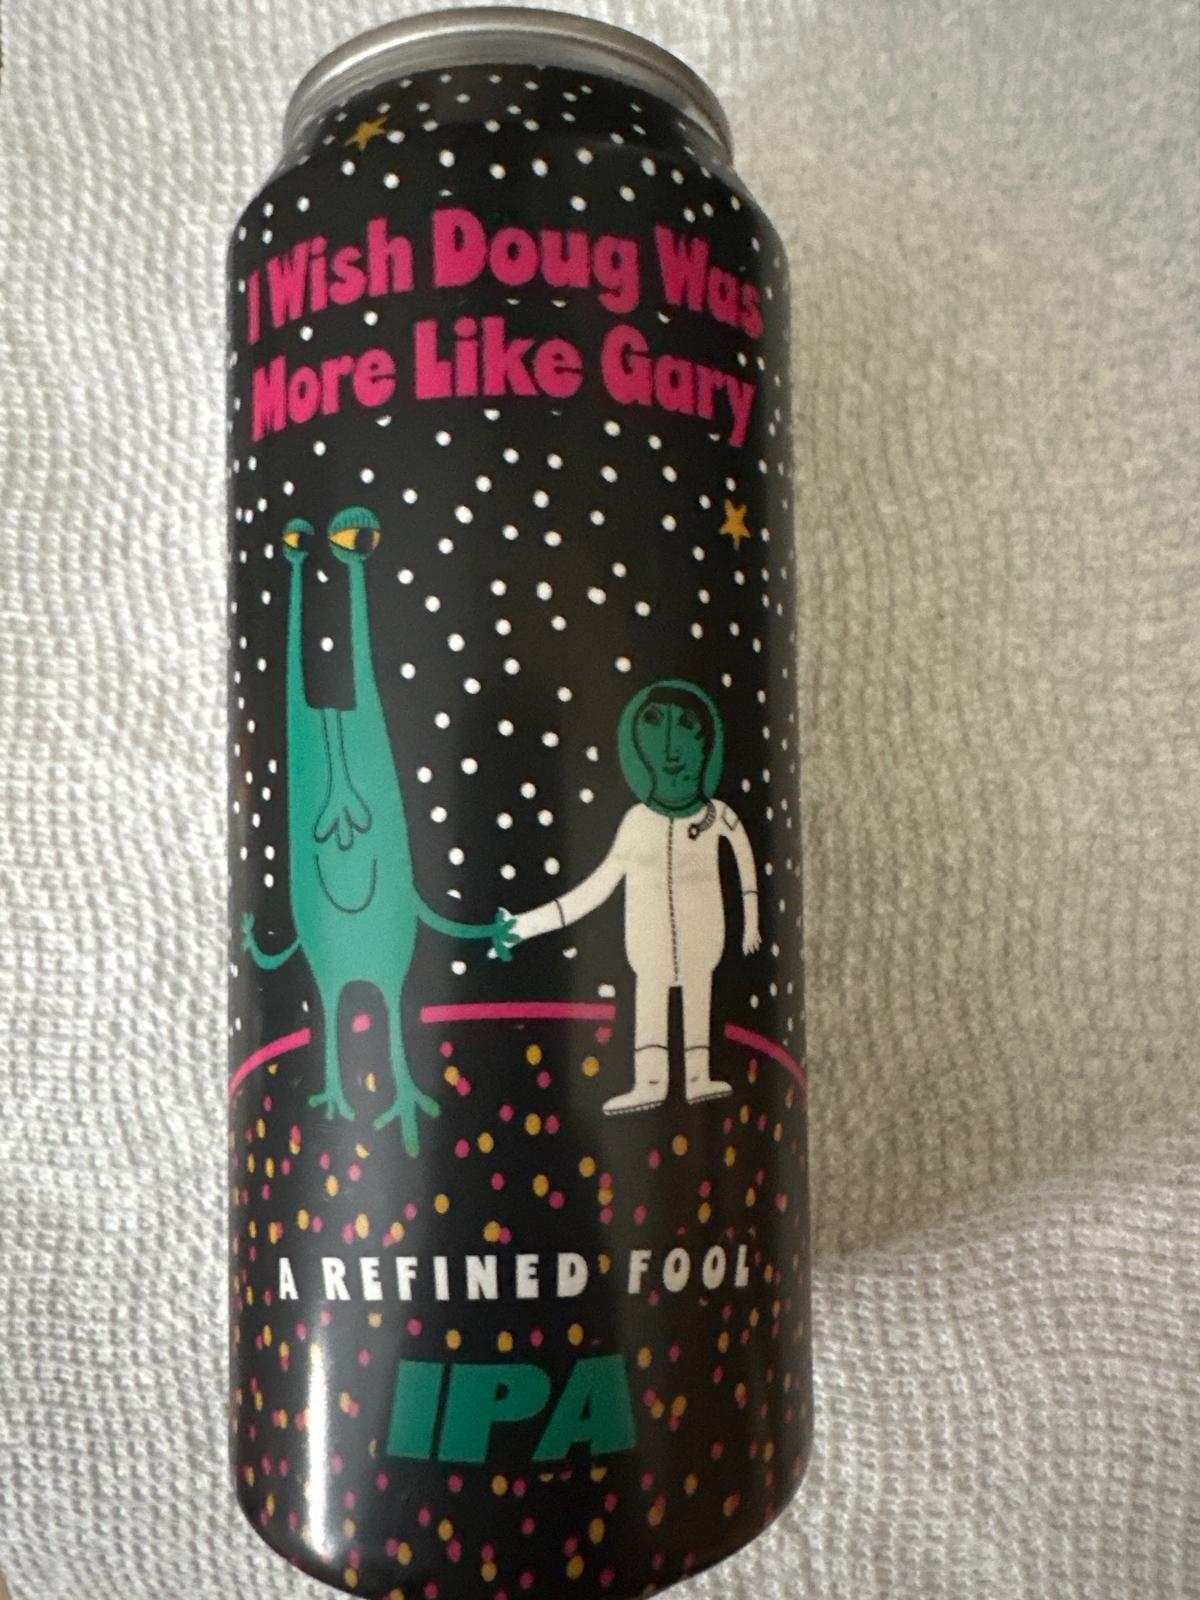 I Wish Doug Was
More Like Gary
A REFINED FOOL
IPA